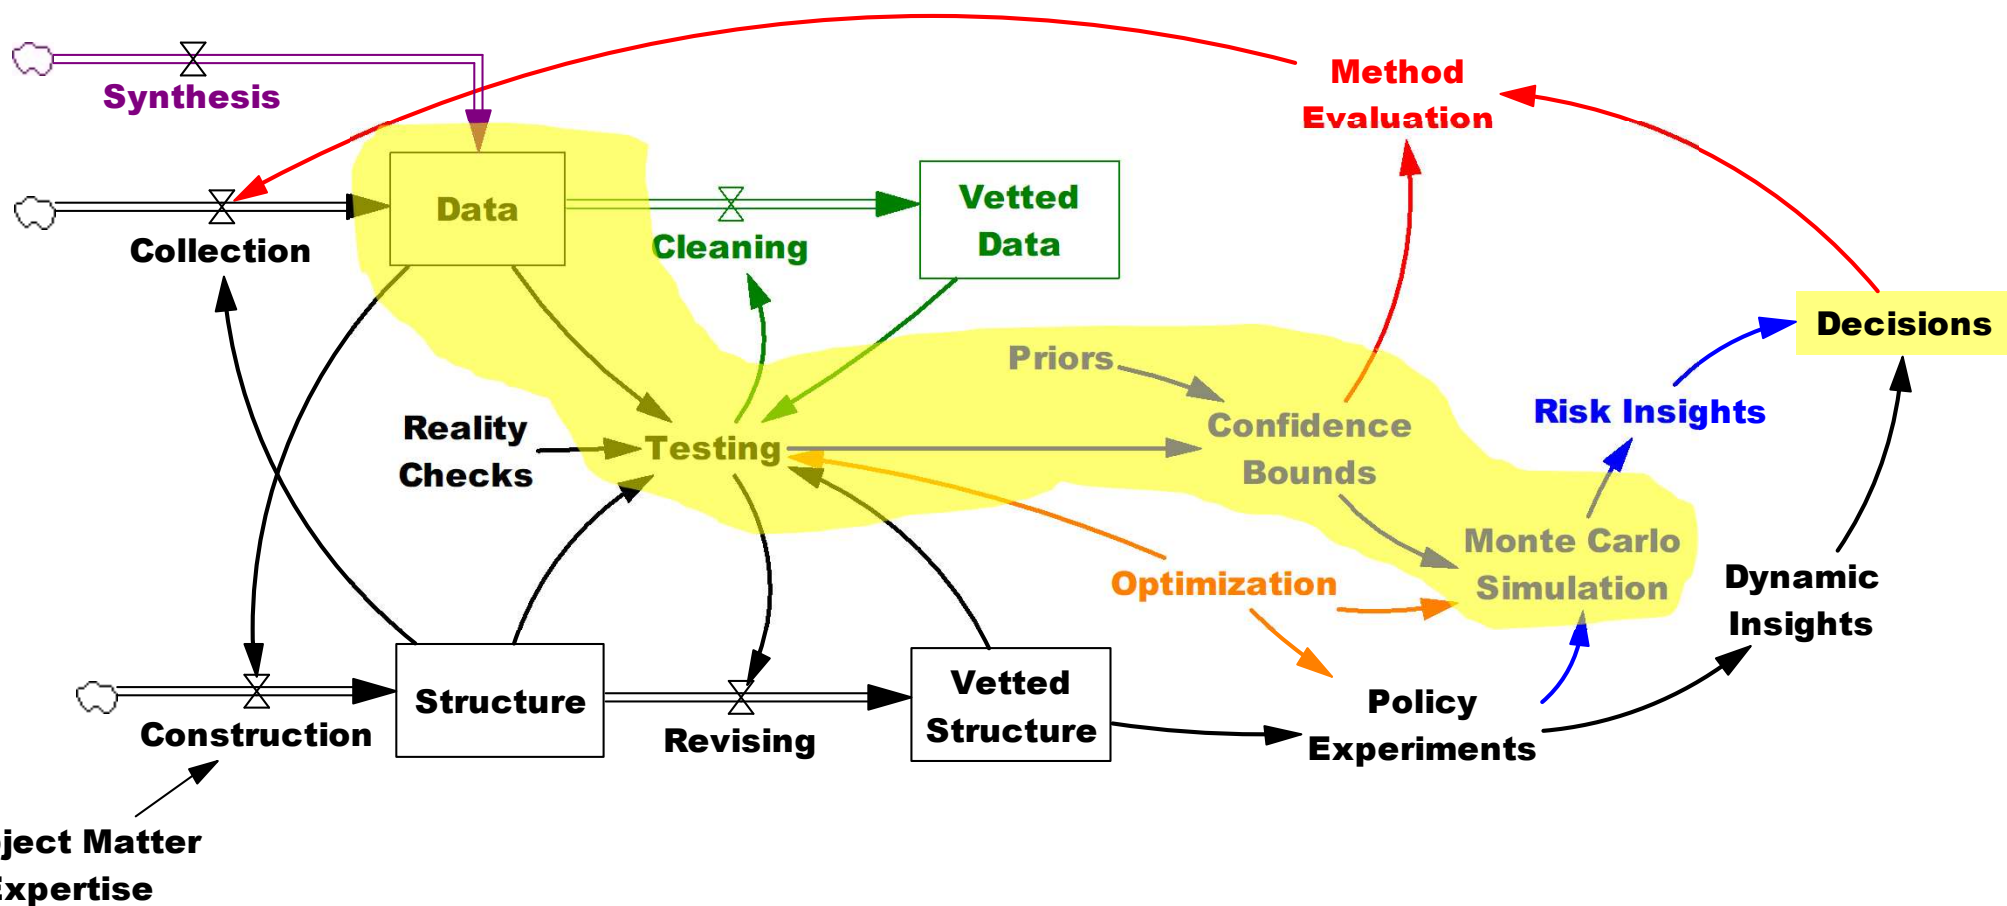 Synthesis
Method
Evaluation
Data
Vetted
Data
Collection
Cleaning
Decisions
Priors
Reality
Checks
Testing
Confidence
Bounds
Risk Insights
Monte Carlo
Simulation
Optimization
Dynamic
Insights
Structure
Vetted
Structure
Construction
Revising
Policy
Experiments
ject Matter
Expertise